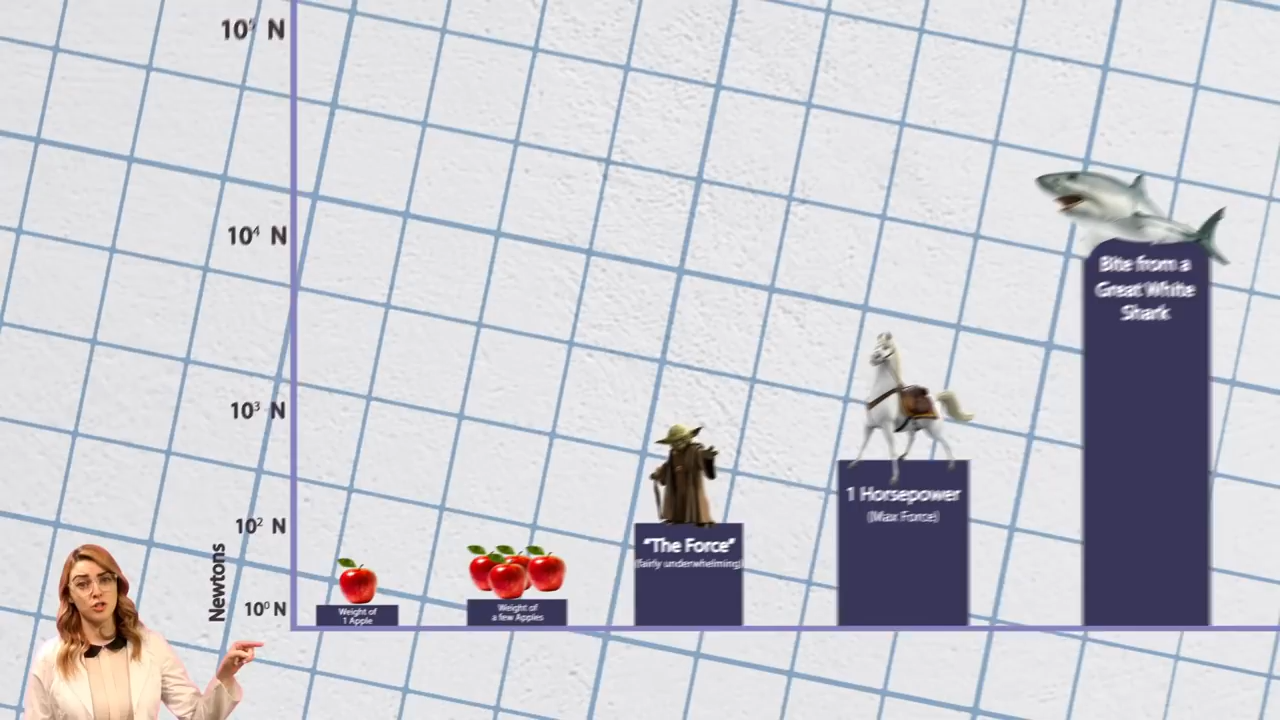 10⁵ N
10⁴ N
10³ N
10² N
10⁰ N
Newtons
Weight of
1 Apple
Weight of
a few Apples
"The Force"
(fairly underwhelming)
1 Horsepower
(Max Force)
Bite from a
Great White
Shark